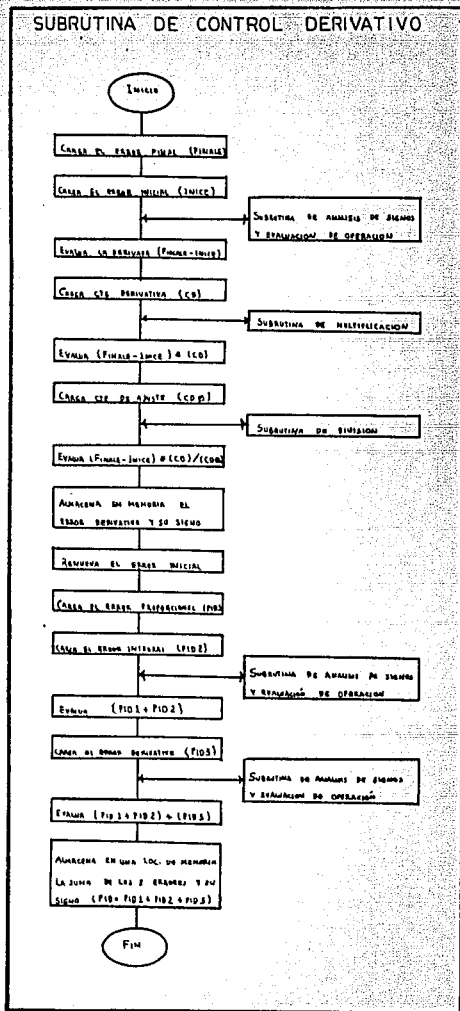 SUBRUTINA DE CONTROL DERIVATIVO
INICIO
CARGA EL ERROR FINAL (FINALE)
CARGA EL ERROR INICIAL (INICE)
SUBRUTINA DE ANALISIS DE SIGNOS
Y EVALUACION DE OPERACION
EVALUA LA DERIVADA (FINALE-INICE)
CARGA CTE DERIVATIVA (CD)
SUBRUTINA DE MULTIPLICACION
EVALUA (FINALE-INICE) * (CD)
CARGA CTE DE AJUSTE (CDØ)
SUBRUTINA DE DIVISION
EVALUA (FINALE-INICE) * (CD)/(CDØ)
ALMACENA EN MEMORIA EL
ERROR DERIVATIVO Y SU SIGNO
RENUEVA EL ERROR INICIAL
CARGA EL ERROR PROPORCIONAL (PID1
CARGA EL ERROR INTEGRAL (PID2)
SUBRUTINA DE ANALISIS DE SIGNOS
Y EVALUACIÓN DE OPERACION
EVALUA (PID1+PID2)
CARGA EL ERROR DERIVATIVO (PID3)
SUBRUTINA DE ANALISIS DE SIGNOS
Y EVALUACION DE OPERACIÓN
EVALUA (PID1+PID2)+(PID3)
ALMACENA EN UNA LOC. DE MEMORIA
LA SUMA DE LOS 3 ERRORES Y SU
SIGNO (PID=PID1+PID2+PID3)
FIN